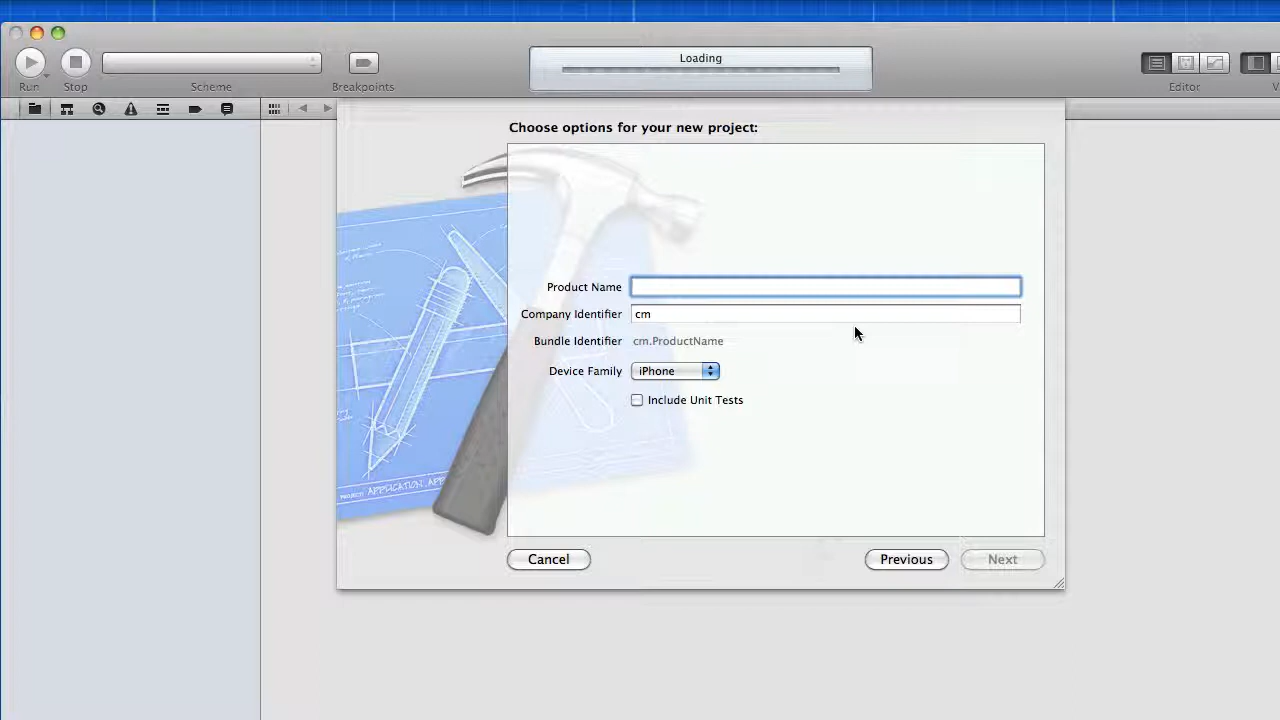 Loading
Run Stop Scheme Breakpoints Editor
Choose options for your new project:
Product Name
Company Identifier cm
Bundle Identifier cm.ProductName
Device Family iPhone
Include Unit Tests
Cancel Previous Next